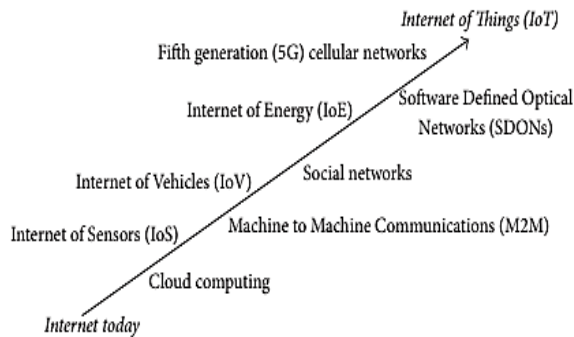 Internet of Things (IoT)
Fifth generation (5G) cellular networks
Internet of Energy (IoE)
Software Defined Optical
Networks (SDONs)
Social networks
Internet of Vehicles (IoV)
Machine to Machine Communications (M2M)
Internet of Sensors (IoS)
Cloud computing
Internet today